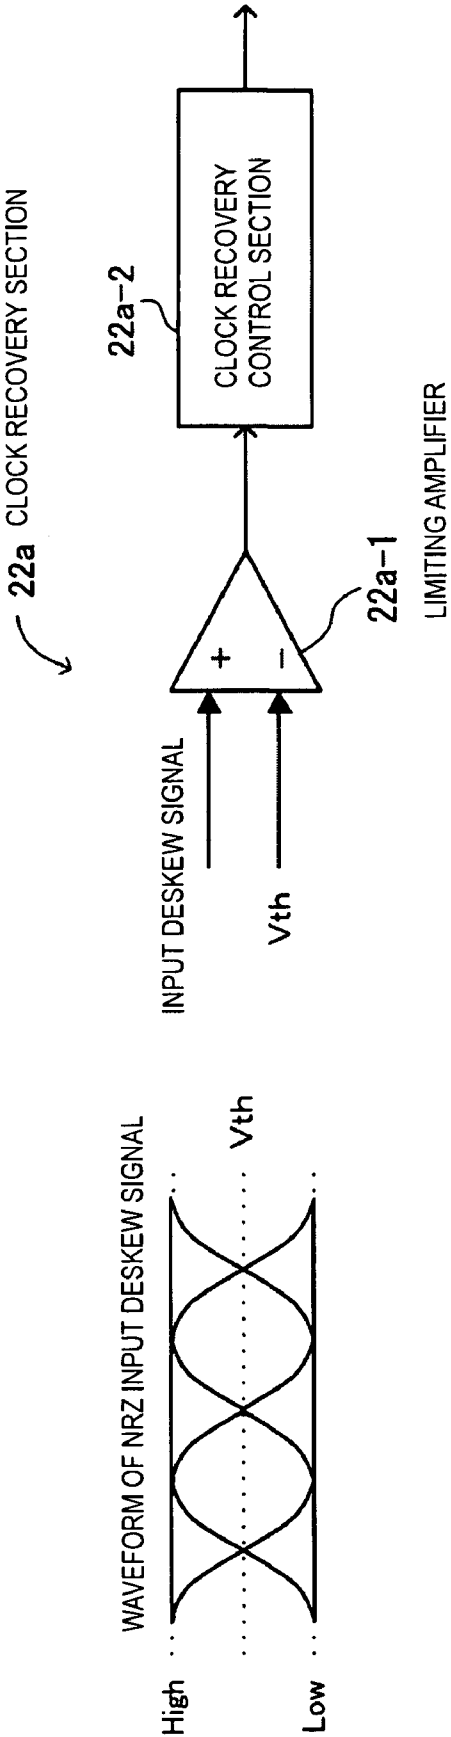 22a CLOCK RECOVERY SECTION
WAVEFORM OF NRZ INPUT DESKEW SIGNAL
High
Vth
Low
INPUT DESKEW SIGNAL
Vth
+
−
22a-1
LIMITING AMPLIFIER
22a-2
CLOCK RECOVERY
CONTROL SECTION